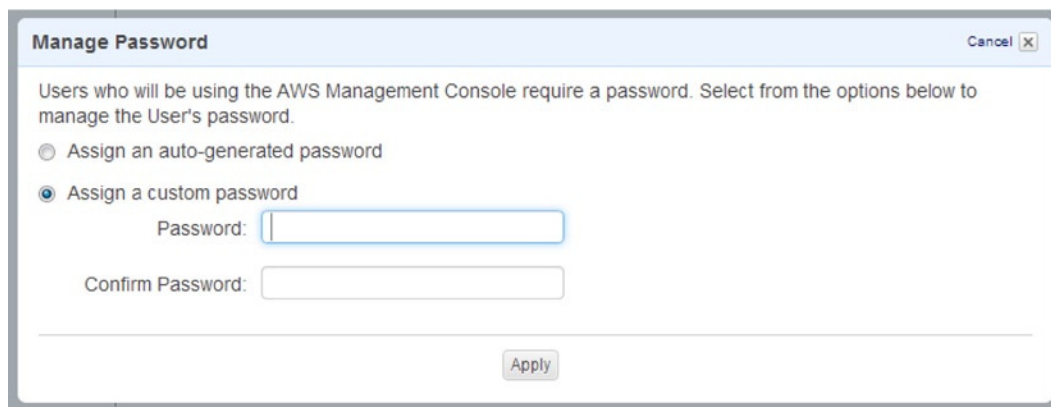 Manage Password
Cancel
Users who will be using the AWS Management Console require a password. Select from the options below to
manage the User's password.
Assign an auto-generated password
Assign a custom password
Password:
Confirm Password:
Apply